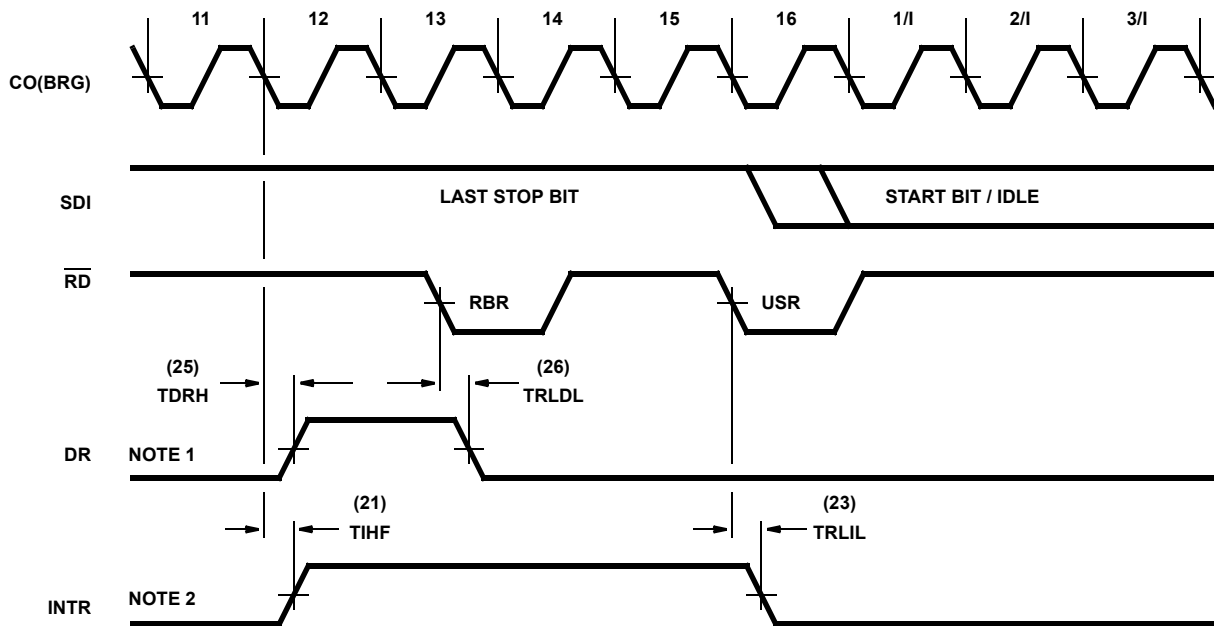 11 12 13 14 15 16 1/I 2/I 3/I
CO(BRG)
SDI LAST STOP BIT START BIT / IDLE
RD RBR USR
(25) (26)
TDRH TRLDL
DR NOTE 1
(21) (23)
TIHF TRLIL
INTR NOTE 2